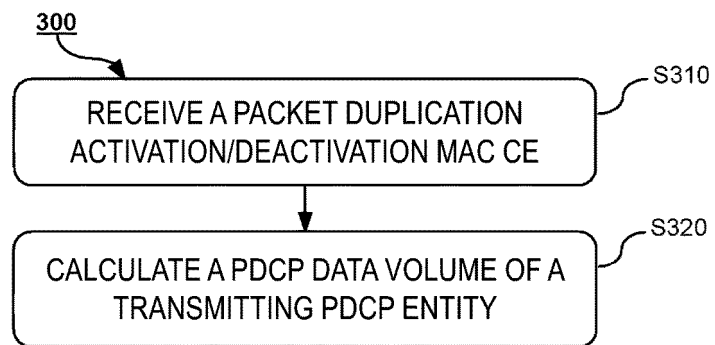 300
S310
RECEIVE A PACKET DUPLICATION
ACTIVATION/DEACTIVATION MAC CE
S320
CALCULATE A PDCP DATA VOLUME OF A
TRANSMITTING PDCP ENTITY